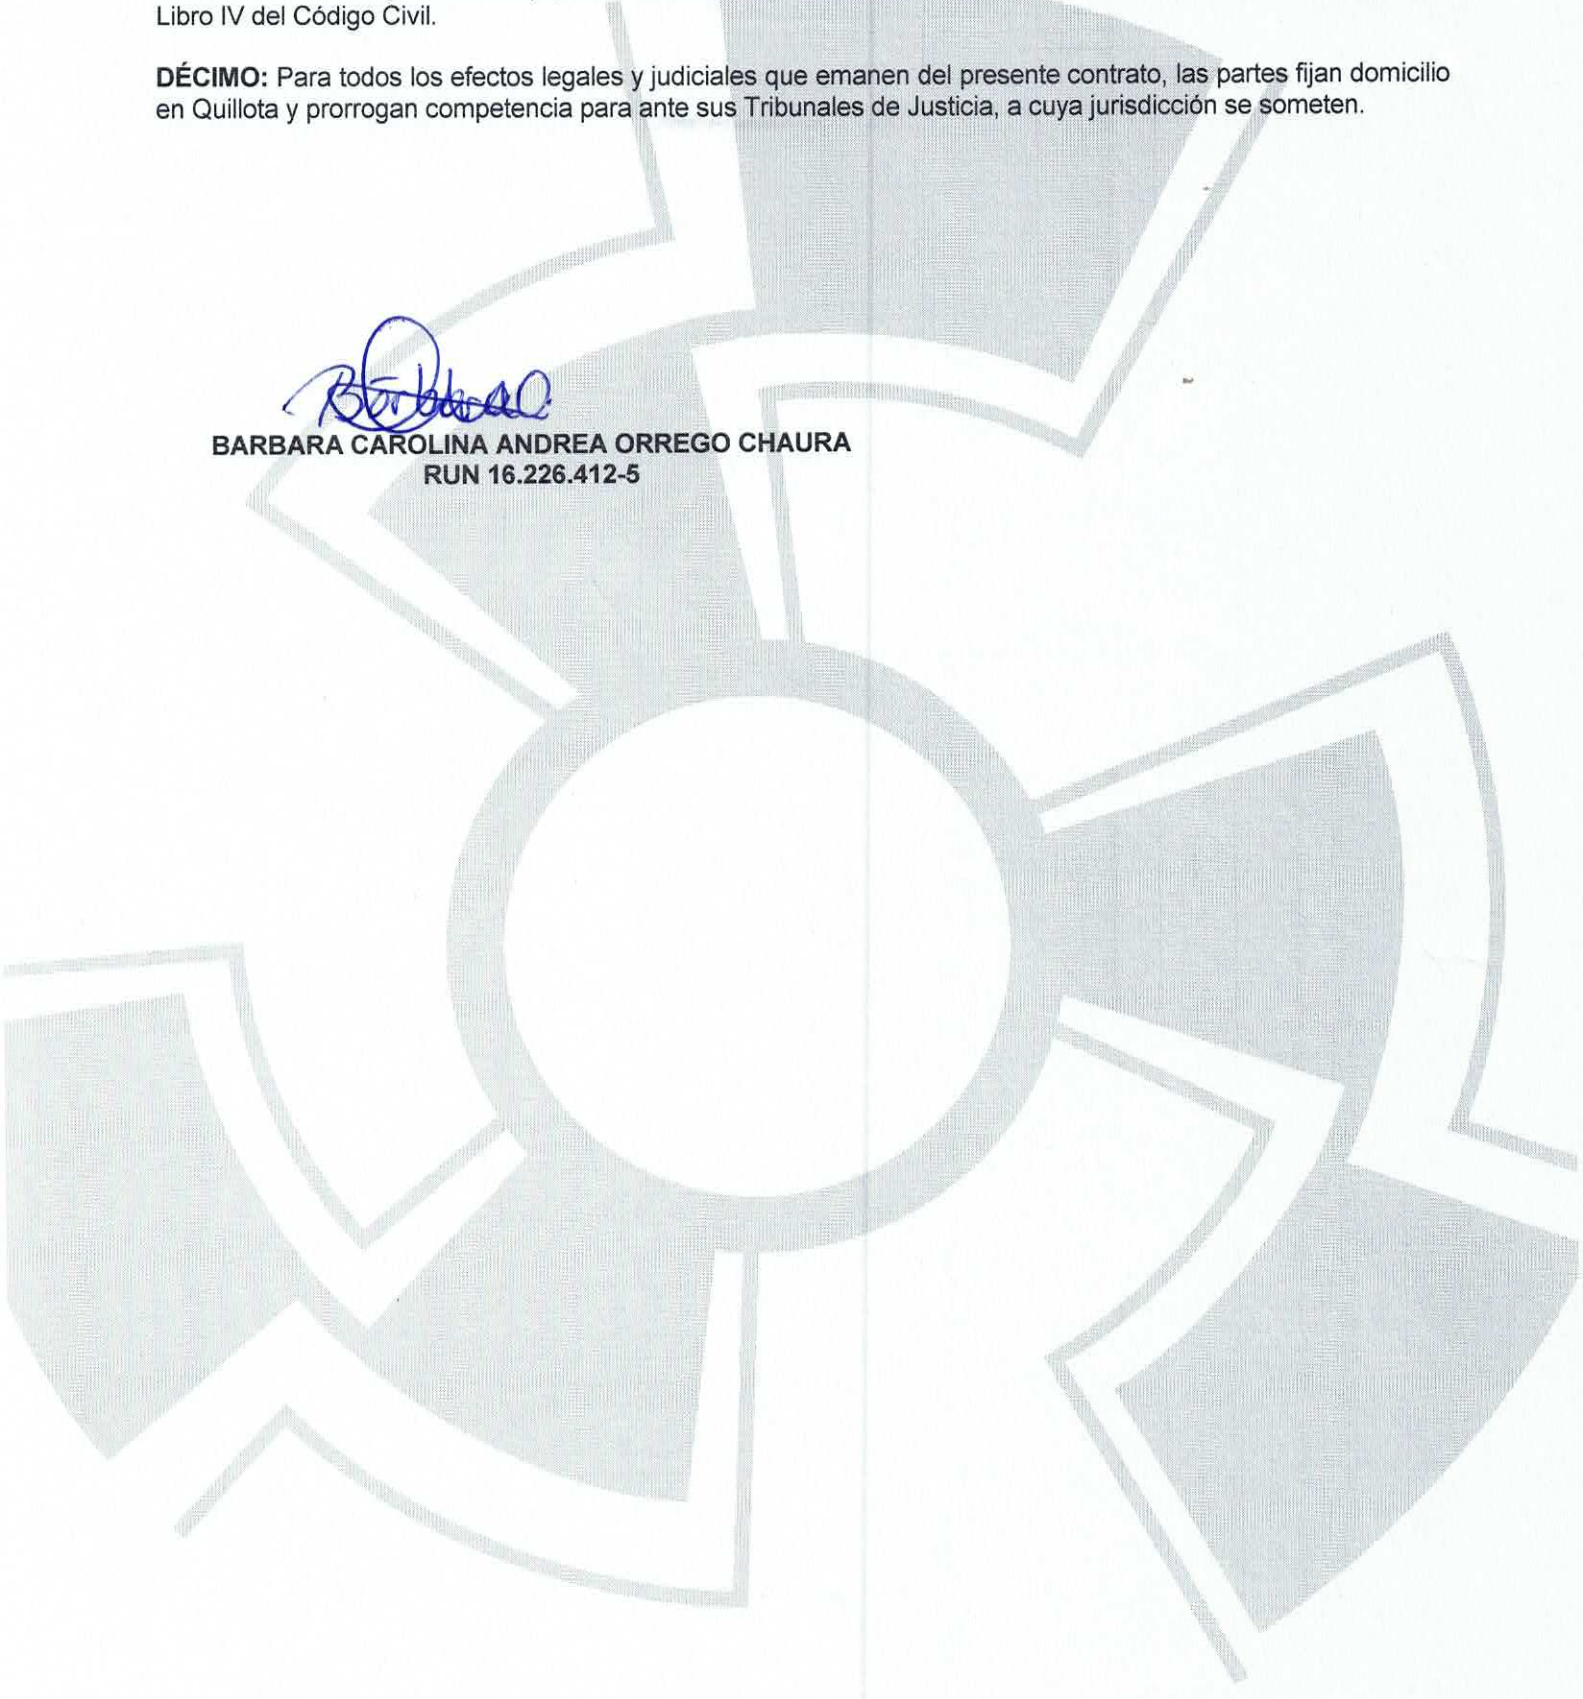 Libro IV del Código Civil.
DÉCIMO: Para todos los efectos legales y judiciales que emanen del presente contrato, las partes fijan domicilio
en Quillota y prorrogan competencia para ante sus Tribunales de Justicia, a cuya jurisdicción se someten.
BARBARA CAROLINA ANDREA ORREGO CHAURA
RUN 16.226.412-5